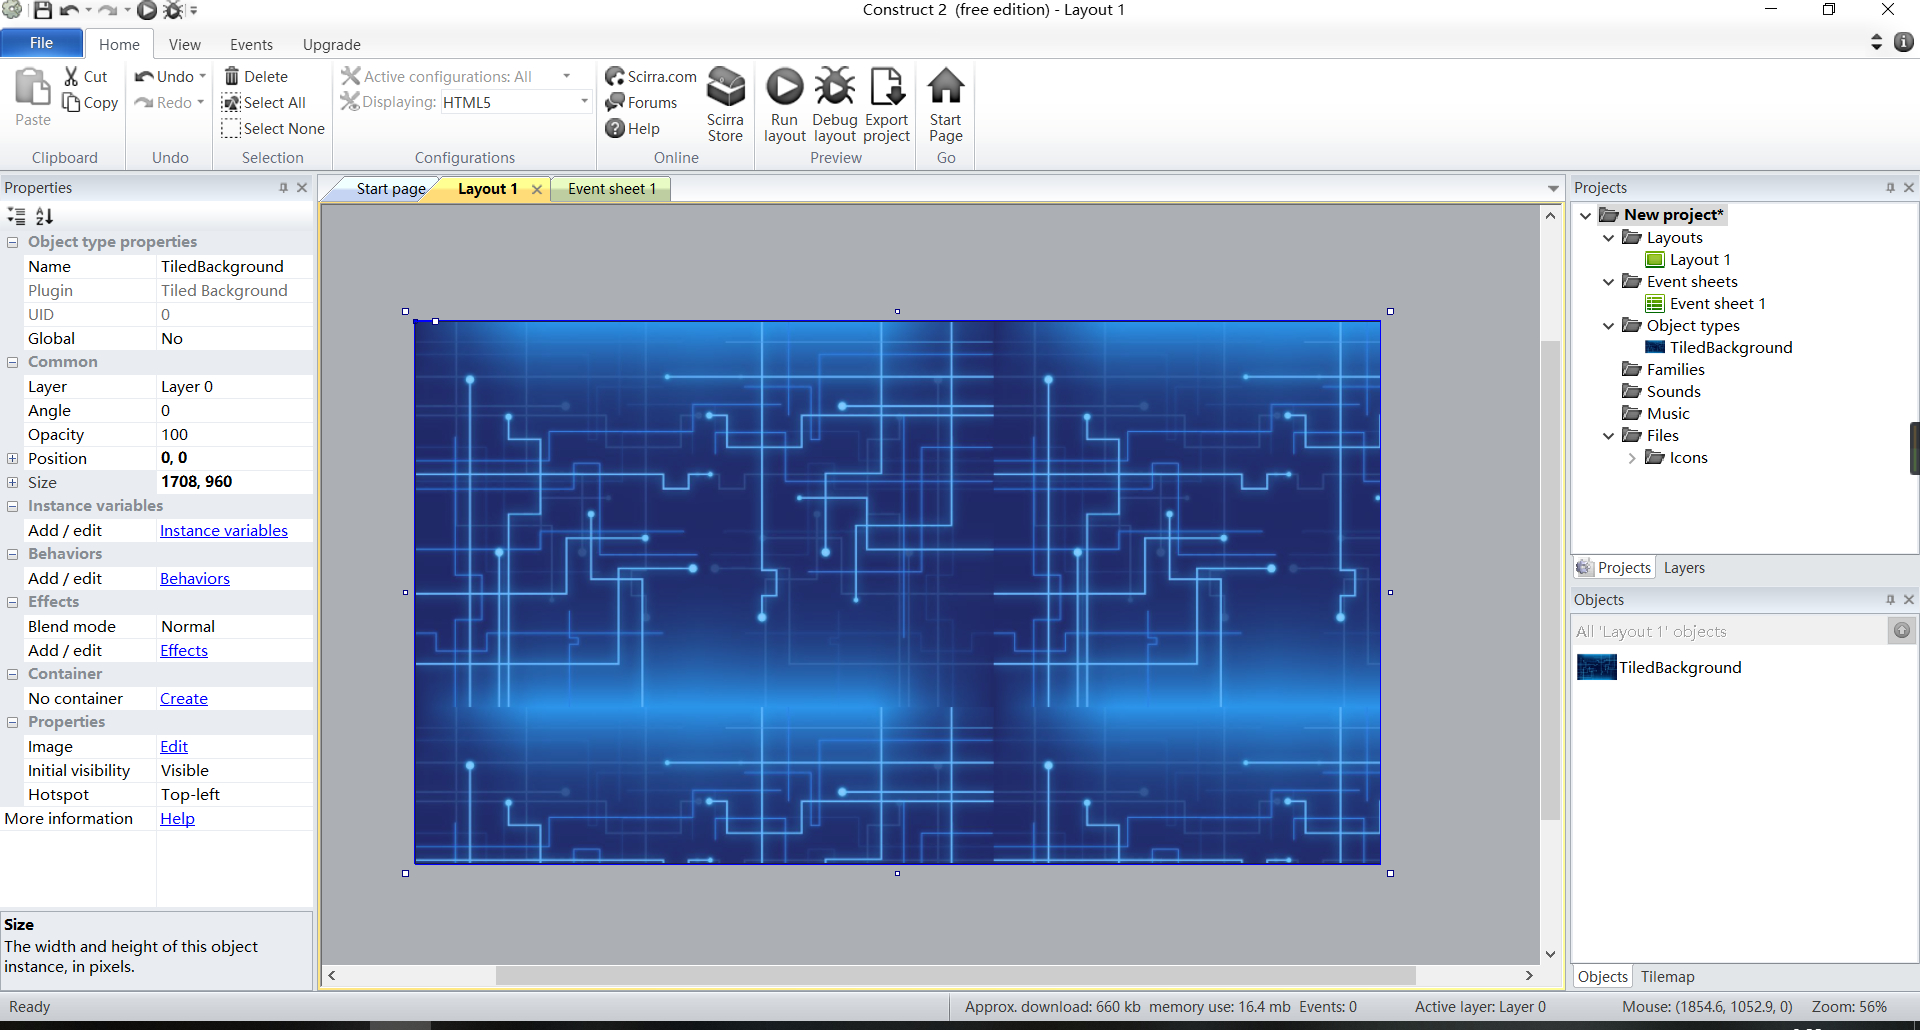 Construct 2 (free edition) - Layout 1
File
Home
View
Events
Upgrade
Paste
Cut
Copy
Clipboard
Undo
Redo
Undo
Delete
Select All
Select None
Selection
Active configurations: All
Displaying: HTML5
Configurations
Scirra.com
Forums
Help
Scirra
Store
Online
Run
layout
Debug
layout
Export
project
Preview
Start
Page
Go
Properties
Object type properties
Name TiledBackground
Plugin Tiled Background
UID 0
Global No
Common
Layer Layer 0
Angle 0
Opacity 100
Position 0, 0
Size 1708, 960
Instance variables
Add / edit Instance variables
Behaviors
Add / edit Behaviors
Effects
Blend mode Normal
Add / edit Effects
Container
No container Create
Properties
Image Edit
Initial visibility Visible
Hotspot Top-left
More information Help
Size
The width and height of this object
instance, in pixels.
Start page
Layout 1
Event sheet 1
Projects
New project*
Layouts
Layout 1
Event sheets
Event sheet 1
Object types
TiledBackground
Families
Sounds
Music
Files
Icons
Projects
Layers
Objects
All 'Layout 1' objects
TiledBackground
Objects
Tilemap
Ready
Approx. download: 660 kb memory use: 16.4 mb Events: 0
Active layer: Layer 0
Mouse: (1854.6, 1052.9, 0)
Zoom: 56%